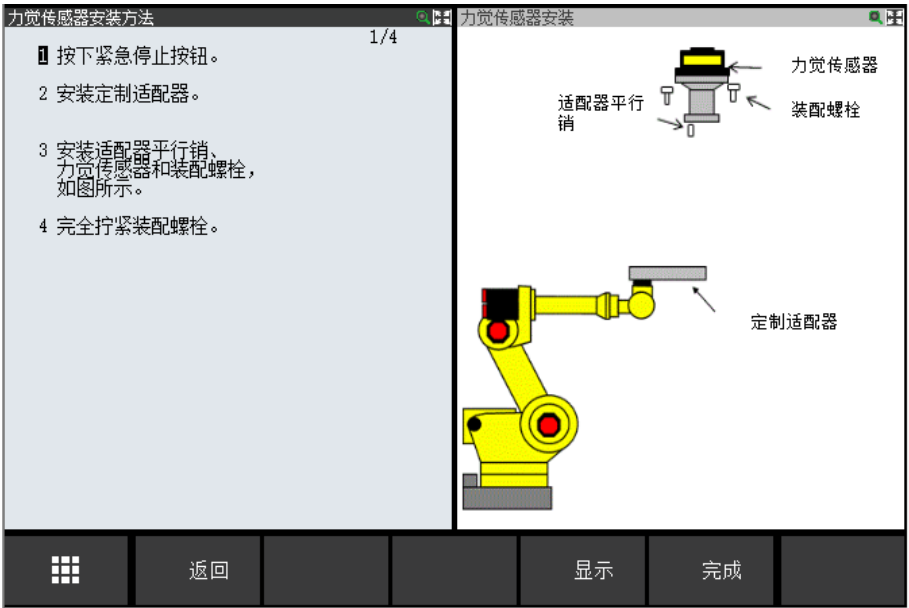 力觉传感器安装方法
1/4
1 按下紧急停止按钮。
2 安装定制适配器。
3 安装适配器平行销、
力觉传感器和装配螺栓，
如图所示。
4 完全拧紧装配螺栓。
力觉传感器安装
力觉传感器
适配器平行
销
装配螺栓
定制适配器
返回
显示
完成